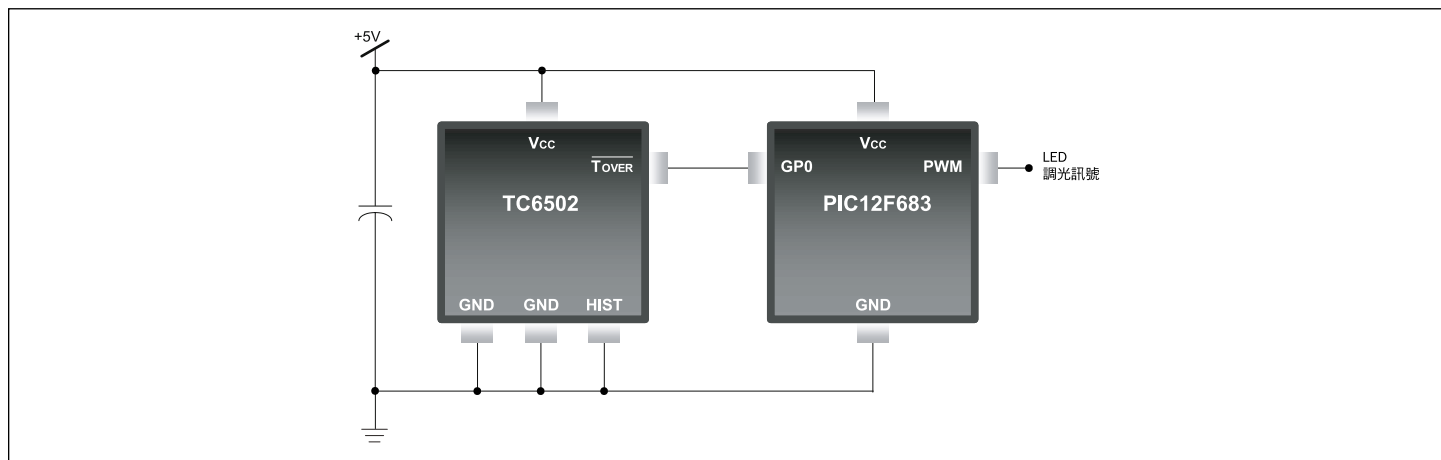 +5V
VCC
TOVER
TC6502
GND GND HIST
VCC
GP0 PWM
PIC12F683
GND
LED
調光訊號